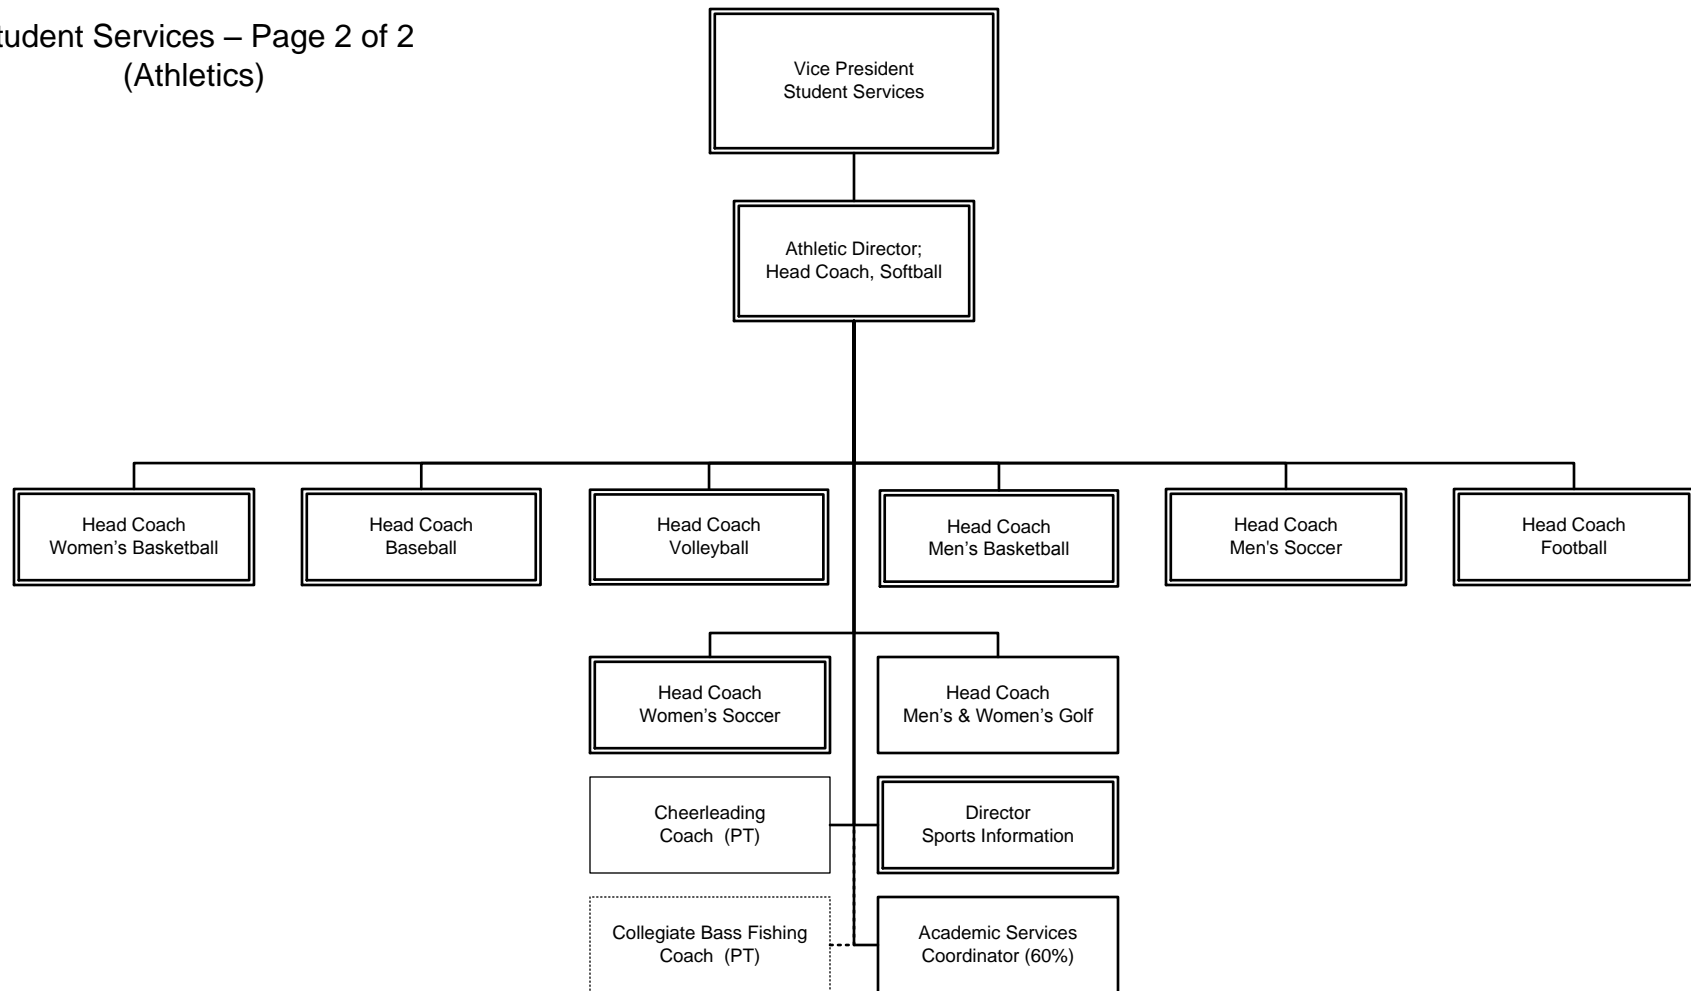 tudent Services – Page 2 of 2
(Athletics)
Vice President
Student Services
Athletic Director;
Head Coach, Softball
Head Coach
Women’s Basketball
Head Coach
Baseball
Head Coach
Volleyball
Head Coach
Men’s Basketball
Head Coach
Men's Soccer
Head Coach
Football
Head Coach
Women’s Soccer
Head Coach
Men’s & Women’s Golf
Cheerleading
Coach (PT)
Director
Sports Information
Collegiate Bass Fishing
Coach (PT)
Academic Services
Coordinator (60%)